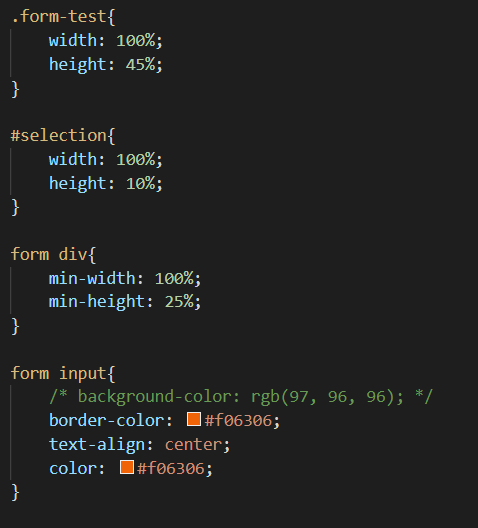 .form-test{
    width: 100%;
    height: 45%;
}

#selection{
    width: 100%;
    height: 10%;
}

form div{
    min-width: 100%;
    min-height: 25%;
}

form input{
    /* background-color: rgb(97, 96, 96); */
    border-color: #f06306;
    text-align: center;
    color: #f06306;
}